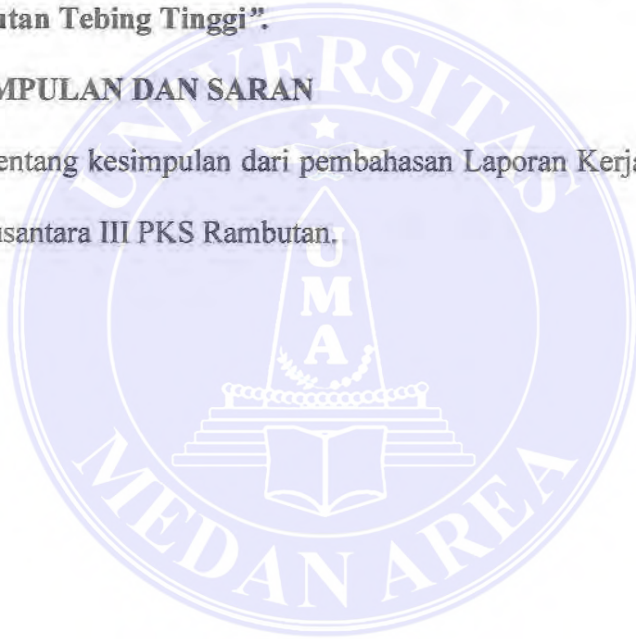 utan Tebing Tinggi".
MPULAN DAN SARAN
entang kesimpulan dari pembahasan Laporan Kerja
usantara III PKS Rambutan.
UNIVERSITAS
UMA
MEDAN AREA